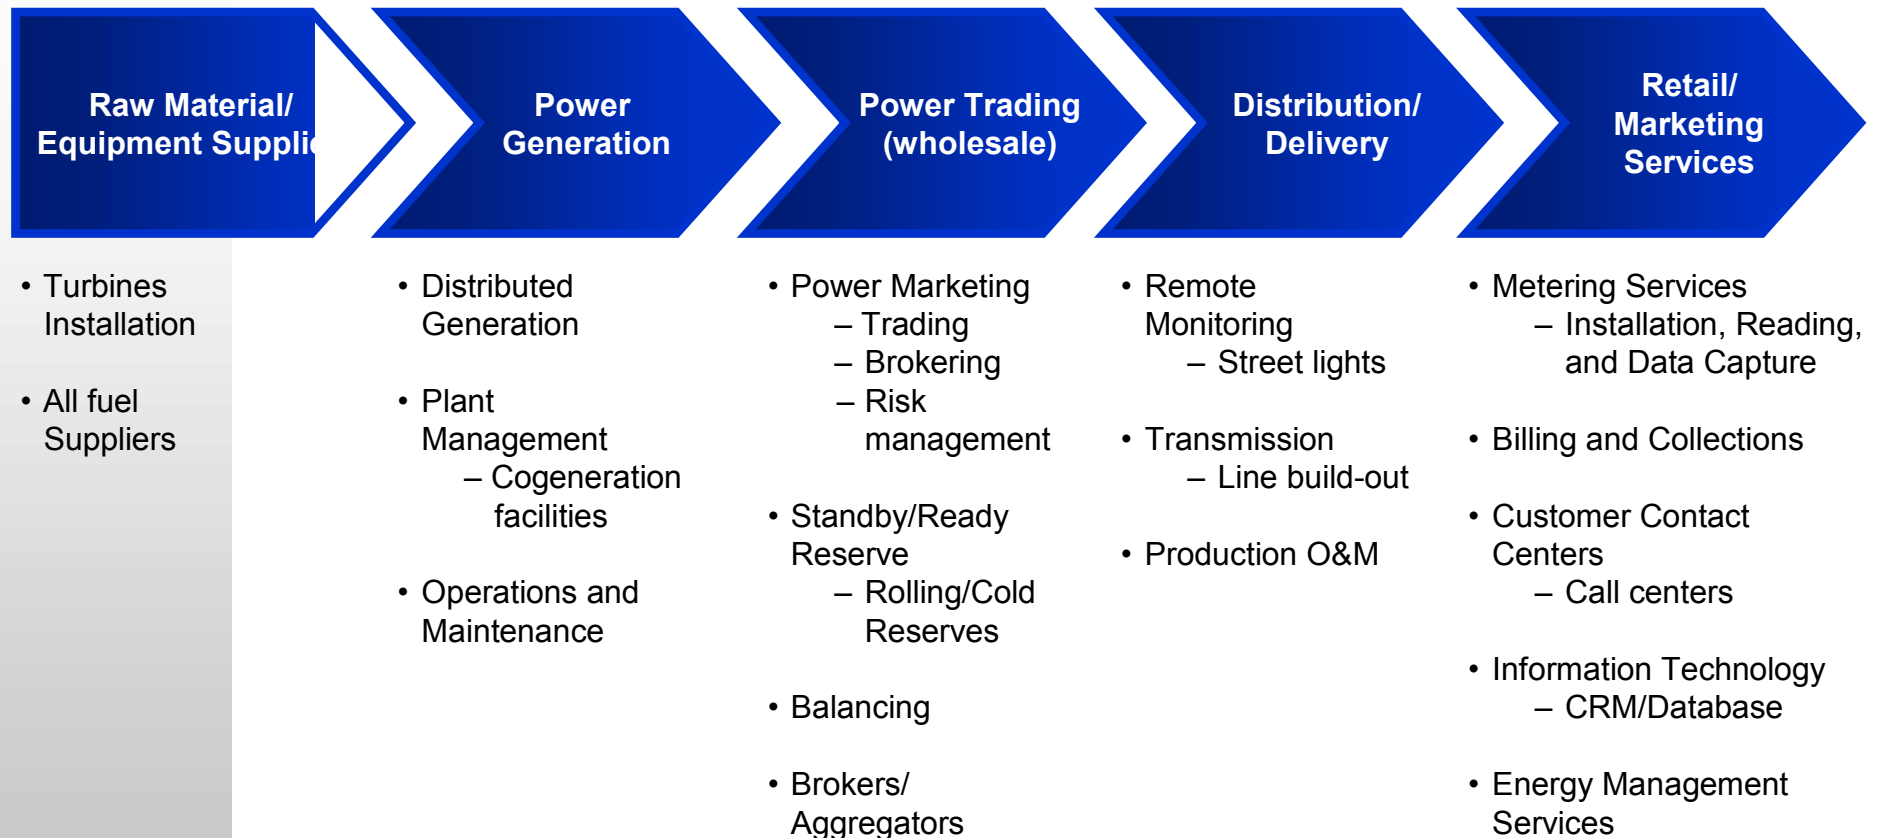 Raw Material/
Equipment Supplie
Power
Generation
Power Trading
(wholesale)
Distribution/
Delivery
Retail/
Marketing
Services
• Turbines
Installation
• All fuel
Suppliers
• Distributed
Generation
• Plant
Management
– Cogeneration
facilities
• Operations and
Maintenance
• Power Marketing
– Trading
– Brokering
– Risk
management
• Standby/Ready
Reserve
– Rolling/Cold
Reserves
• Balancing
• Brokers/
Aggregators
• Remote
Monitoring
– Street lights
• Transmission
– Line build-out
• Production O&M
• Metering Services
– Installation, Reading,
and Data Capture
• Billing and Collections
• Customer Contact
Centers
– Call centers
• Information Technology
– CRM/Database
• Energy Management
Services